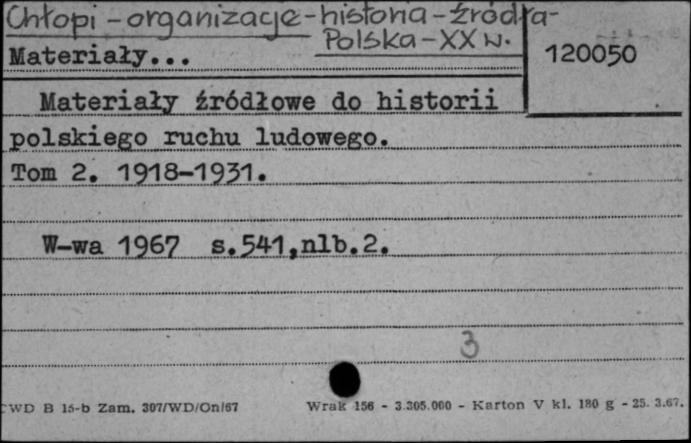 Chłopi-organizacje-historia-źródła-
Polska-XX w.
Materiały...
120050
Materiały źródłowe do historii
polskiego ruchu ludowego.
Tom 2. 1918-1931.
W-wa 1967 s.541,nlb.2.
3
CWD B 15-b Zam. 307/WD/On/67 Wrak 156 - 3.305.000 - Karton V kl. 180 g - 25. 3.67.